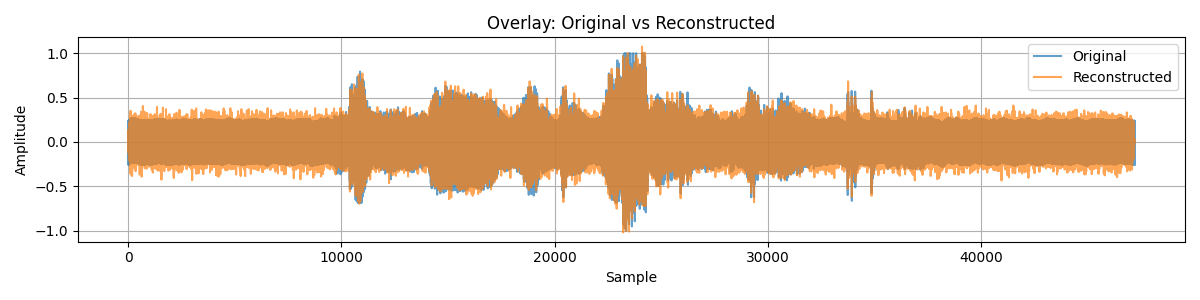 Overlay: Original vs Reconstructed
Amplitude
1.0
0.5
0.0
−0.5
−1.0
Original
Reconstructed
0 10000 20000 30000 40000
Sample